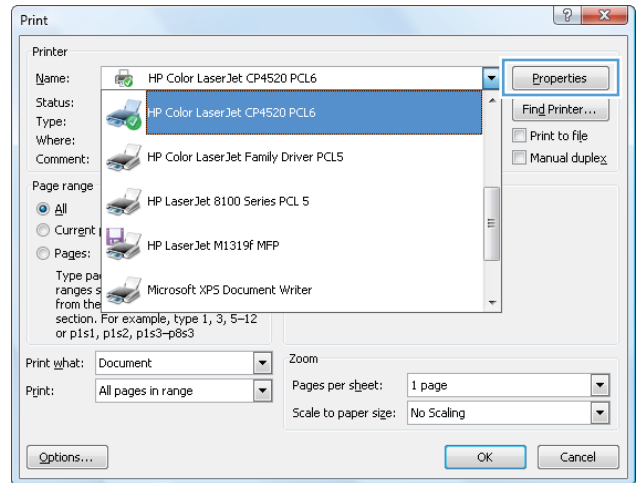 Print
Printer
Name: HP Color LaserJet CP4520 PCL6 Properties
Status: HP Color LaserJet CP4520 PCL6 Find Printer...
Type:
Where: Print to file
Comment: HP Color LaserJet Family Driver PCL5 Manual duplex
Page range
All HP LaserJet 8100 Series PCL 5
Current
Pages: HP LaserJet M1319f MFP
Type
ranges Microsoft XPS Document Writer
from the
section. For example, type 1, 3, 5–12
or p1s1, p1s2, p1s3–p8s3
Print what: Document
Print: All pages in range
Zoom
Pages per sheet: 1 page
Scale to paper size: No Scaling
Options... OK Cancel